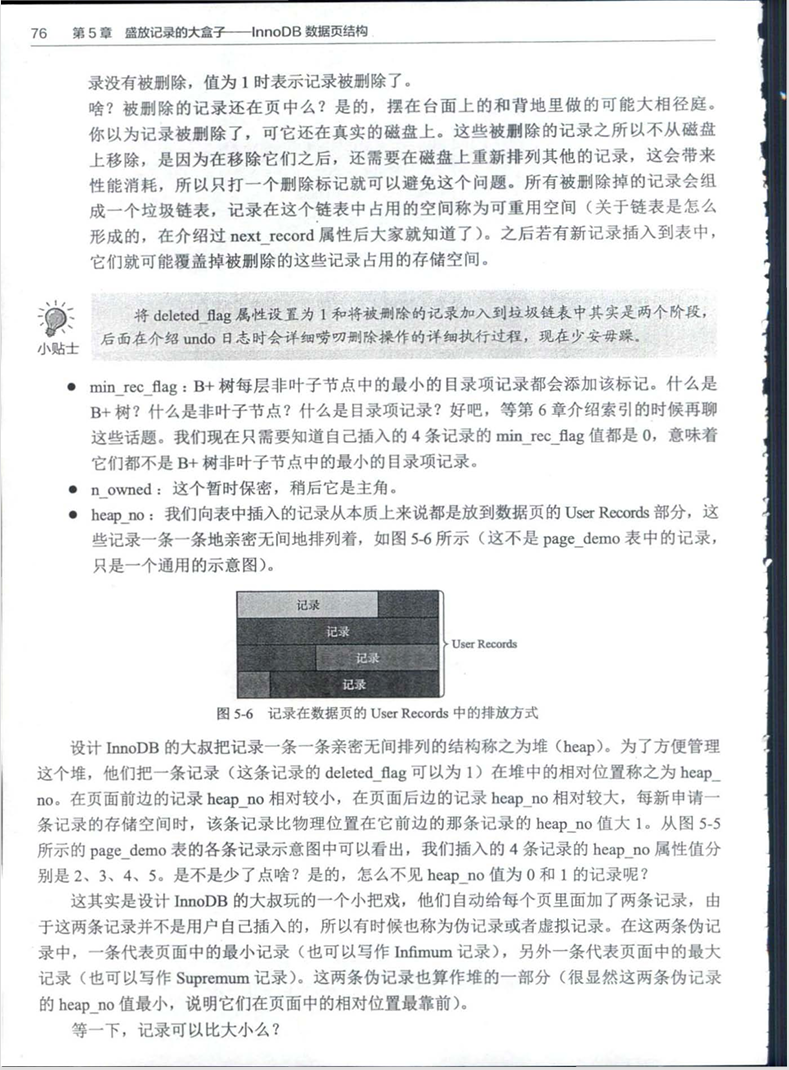 76 第5章 盛放记录的大盒子——InnoDB 数据页结构
录没有被删除，值为 1 时表示记录被删除了。
啥？被删除的记录还在页中么？是的，摆在台面上的和背地里做的可能大相径庭。
你以为记录被删除了，可它还在真实的磁盘上。这些被删除的记录之所以不从磁盘
上移除，是因为在移除它们之后，还需要在磁盘上重新排列其他的记录，这会带来
性能消耗，所以只打一个删除标记就可以避免这个问题。所有被删除掉的记录会组
成一个垃圾链表，记录在这个链表中占用的空间称为可重用空间（关于链表是怎么
形成的，在介绍过 next_record 属性后大家就知道了）。之后若有新记录插入到表中，
它们就可能覆盖掉被删除的这些记录占用的存储空间。
将 deleted_flag 属性设置为 1 和将被删除的记录加入到垃圾链表中其实是两个阶段，
后面在介绍 undo 日志时会详细唠叨删除操作的详细执行过程，现在少安毋躁。
小贴士
● min_rec_flag：B+ 树每层非叶子节点中的最小的目录项记录都会添加该标记。什么是
B+ 树？什么是非叶子节点？什么是目录项记录？好吧，等第 6 章介绍索引的时候再聊
这些话题。我们现在只需要知道自己插入的 4 条记录的 min_rec_flag 值都是 0，意味着
它们都不是 B+ 树非叶子节点中的最小的目录项记录。
● n_owned：这个暂时保密，稍后它是主角。
● heap_no：我们向表中插入的记录从本质上来说都是放到数据页的 User Records 部分，这
些记录一条一条地亲密无间地排列着，如图 5-6 所示（这不是 page_demo 表中的记录，
只是一个通用的示意图）。
记录
记录
User Records
记录
记录
图 5-6 记录在数据页的 User Records 中的排放方式
设计 InnoDB 的大叔把记录一条一条亲密无间排列的结构称之为堆（heap）。为了方便管理
这个堆，他们把一条记录（这条记录的 deleted_flag 可以为 1）在堆中的相对位置称之为 heap_
no。在页面前边的记录 heap_no 相对较小，在页面后边的记录 heap_no 相对较大，每新申请一
条记录的存储空间时，该条记录比物理位置在它前边的那条记录的 heap_no 值大 1。从图 5-5
所示的 page_demo 表的各条记录示意图中可以看出，我们插入的 4 条记录的 heap_no 属性值分
别是 2、3、4、5。是不是少了点啥？是的，怎么不见 heap_no 值为 0 和 1 的记录呢？
这其实是设计 InnoDB 的大叔玩的一个小把戏，他们自动给每个页里面加了两条记录，由
于这两条记录并不是用户自己插入的，所以有时候也称为伪记录或者虚拟记录。在这两条伪记
录中，一条代表页面中的最小记录（也可以写作 Infimum 记录），另外一条代表页面中的最大
记录（也可以写作 Supremum 记录）。这两条伪记录也算作堆的一部分（很显然这两条伪记录
的 heap_no 值最小，说明它们在页面中的相对位置最靠前）。
等一下，记录可以比大小么？